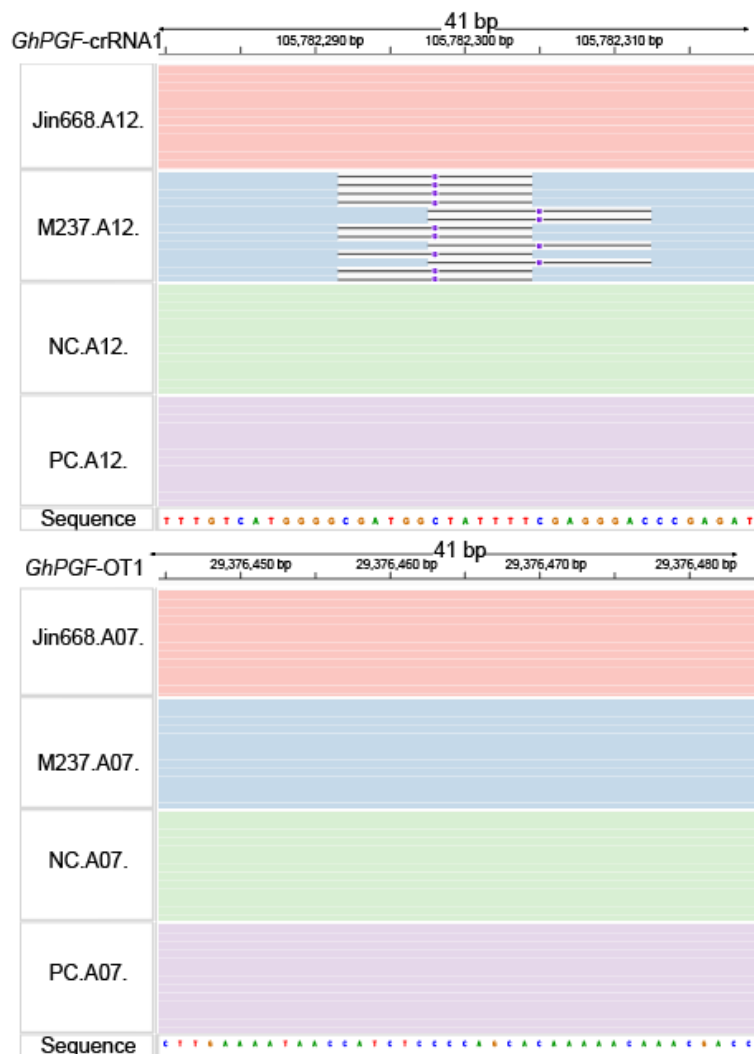 41 bp
GhPGF-crRNA1 105,782,290 bp 105,782,300 bp 105,782,310 bp
Jin668.A12.
M237.A12.
NC.A12.
PC.A12.
Sequence T T T G T C A T G G G G C G A T G G C T A T T T T C G A G G G A C C C G A G A T
41 bp
GhPGF-OT1 29,376,450 bp 29,376,460 bp 29,376,470 bp 29,376,480 bp
Jin668.A07.
M237.A07.
NC.A07.
PC.A07.
Sequence C T T G A A A A T A A C C A T C T C C C C A G C A C A A A A A C A A A C G A C C